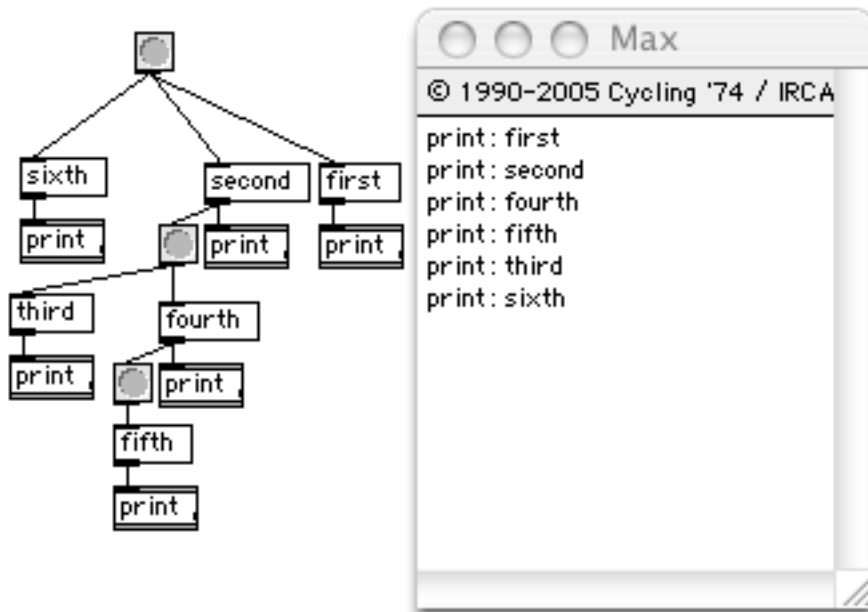 sixth
second
first
print
print
print
third
fourth
print
print
fifth
print
Max
© 1990-2005 Cycling '74 / IRCA
print: first
print: second
print: fourth
print: fifth
print: third
print: sixth